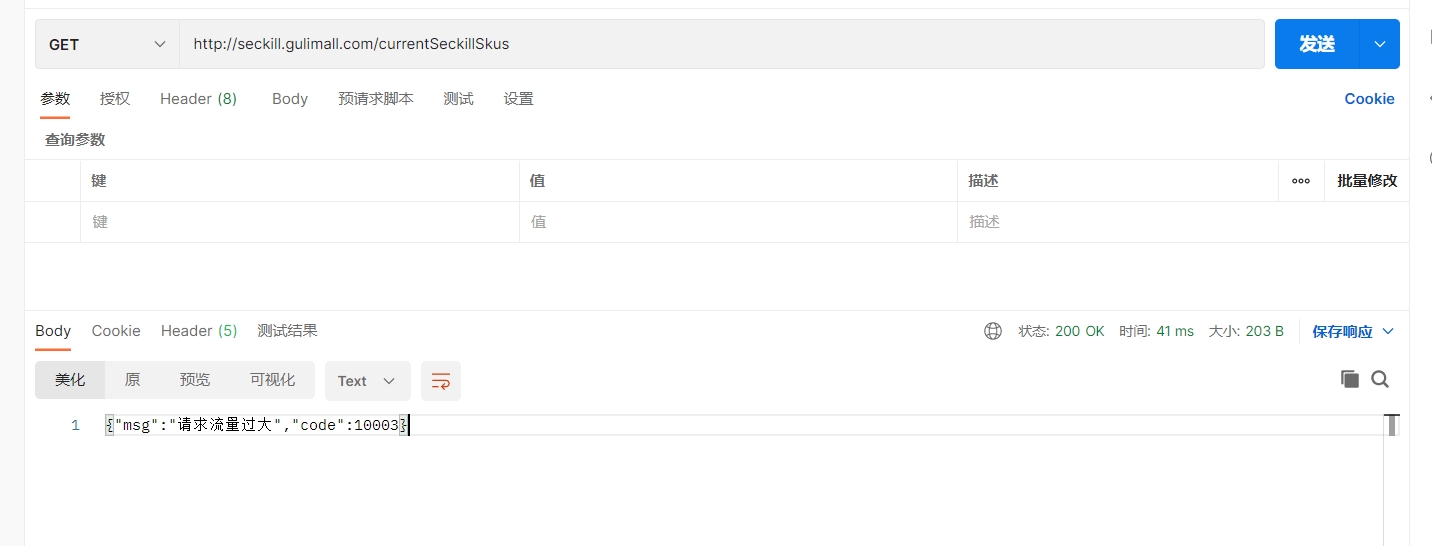 GET http://seckill.gulimall.com/currentSeckillSkus 发送
参数 授权 Header (8) Body 预请求脚本 测试 设置 Cookie
查询参数
键 值 描述 ooo 批量修改
键 值 描述
Body Cookie Header (5) 测试结果 状态: 200 OK 时间: 41 ms 大小: 203 B 保存响应
美化 原 预览 可视化 Text
1 {"msg":"请求流量过大","code":10003}